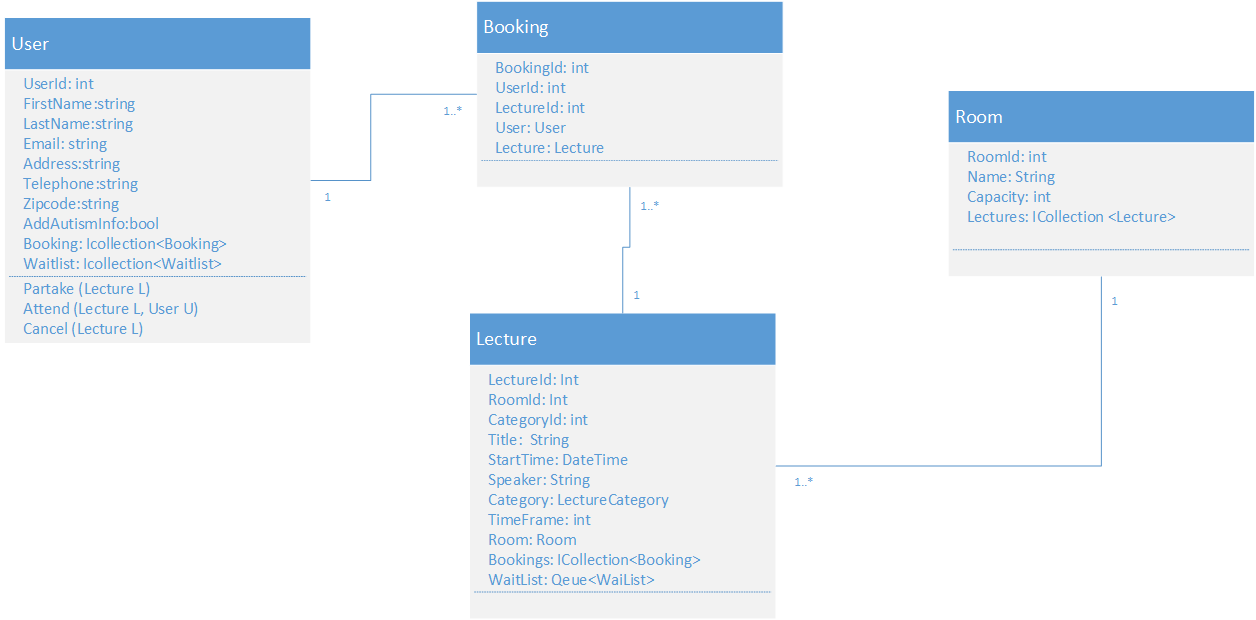 User
UserId: int
FirstName:string
LastName:string
Email: string
Address:string
Telephone:string
Zipcode:string
AddAutismInfo:bool
Booking: Icollection<Booking>
Waitlist: Icollection<Waitlist>
Partake (Lecture L)
Attend (Lecture L, User U)
Cancel (Lecture L)
1
1..*
Booking
BookingId: int
UserId: int
LectureId: int
User: User
Lecture: Lecture
1..*
1
Lecture
LectureId: Int
RoomId: Int
CategoryId: int
Title: String
StartTime: DateTime
Speaker: String
Category: LectureCategory
TimeFrame: int
Room: Room
Bookings: ICollection<Booking>
WaitList: Qeue<WaiList>
1..*
Room
RoomId: int
Name: String
Capacity: int
Lectures: ICollection <Lecture>
1